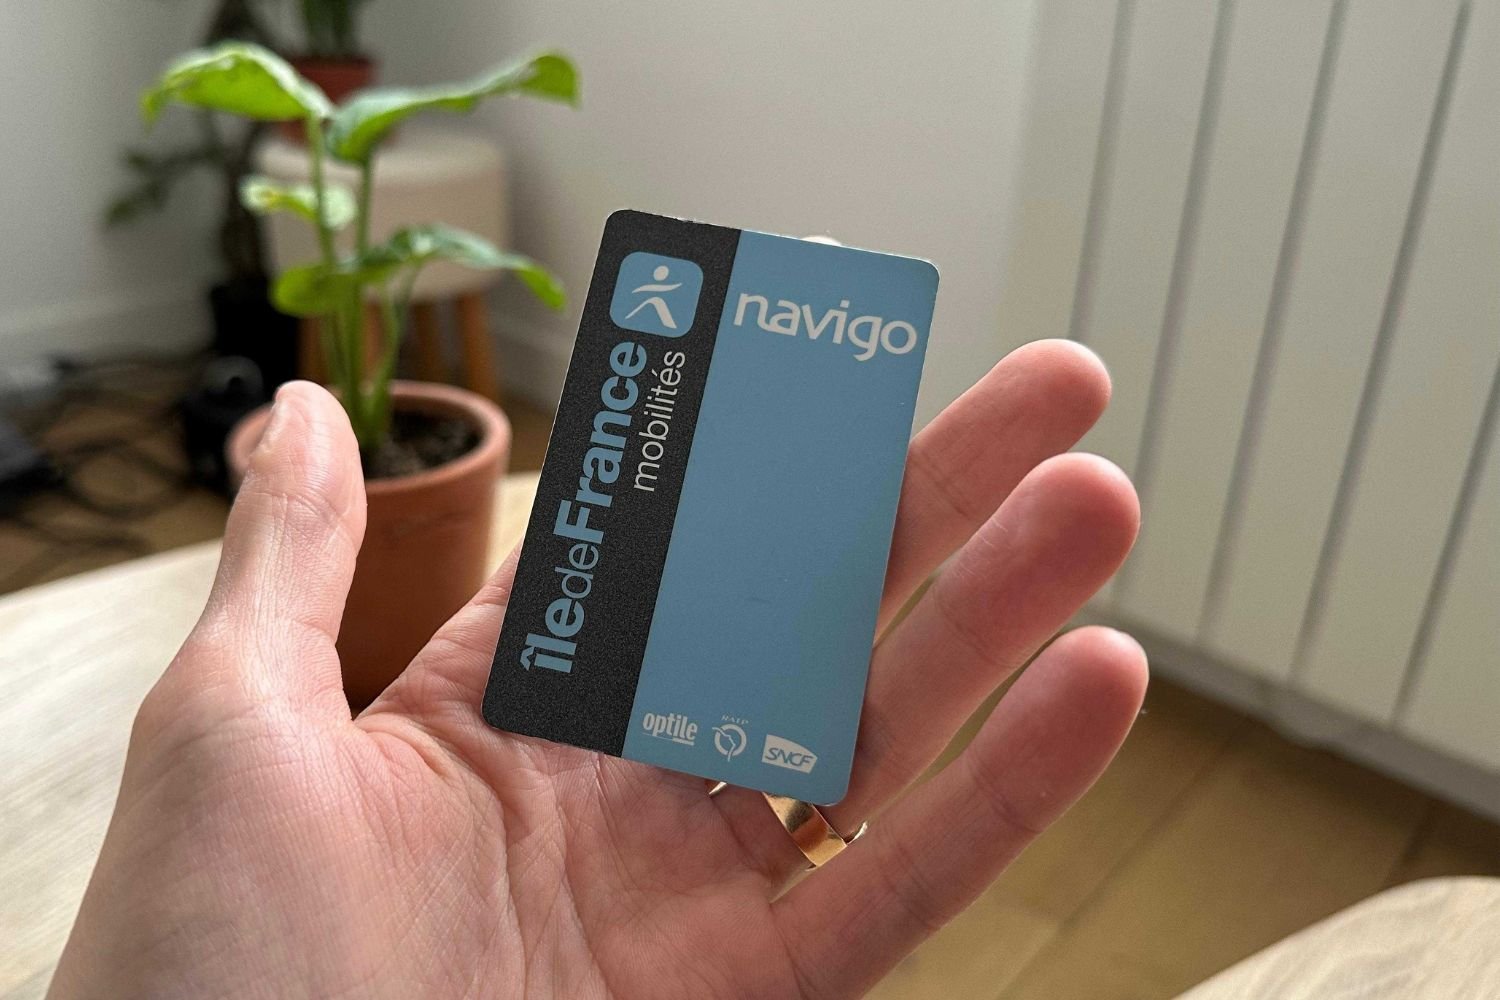 îledeFrance
mobilités
navigo
optile
RATP
SNCF